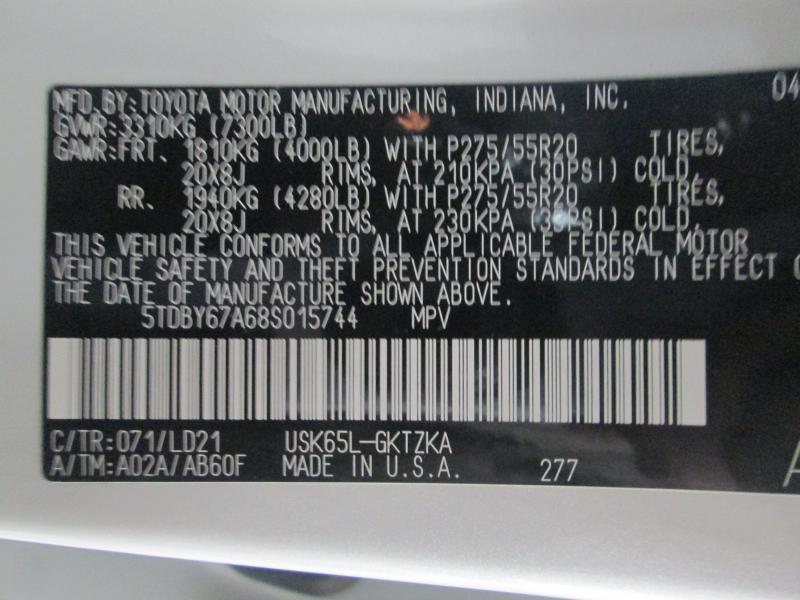 MFD. BY: TOYOTA MOTOR MANUFACTURING, INDIANA, INC. 04
GVWR: 3310KG (7300LB)
GAWR: FRT. 1810KG (4000LB) WITH P275/55R20 TIRES,
20X8J RIMS, AT 210KPA (30PSI) COLD,
RR. 1940KG (4280LB) WITH P275/55R20 TIRES,
20X8J RIMS, AT 230KPA (33PSI) COLD,
THIS VEHICLE CONFORMS TO ALL APPLICABLE FEDERAL MOTOR
VEHICLE SAFETY AND THEFT PREVENTION STANDARDS IN EFFECT
THE DATE OF MANUFACTURE SHOWN ABOVE.
5TDBY67A68S015744 MPV
C/TR: 071/LD21 USK65L-GKTZKA
A/TM: A02A/AB60F MADE IN U.S.A. 277